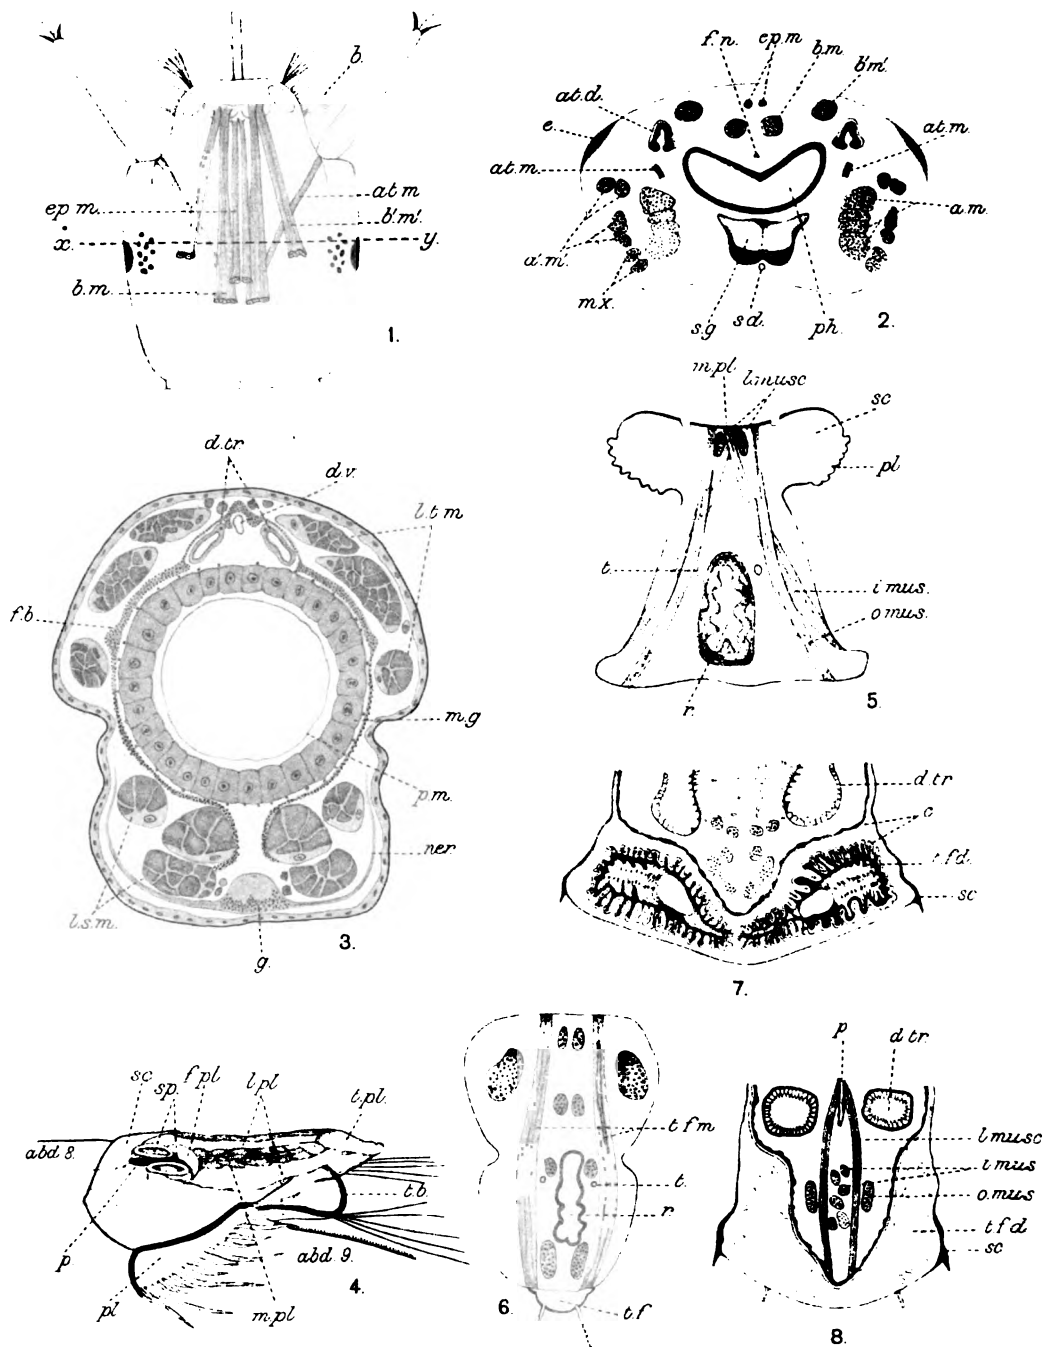 b.
at m
ep m.
b'm'.
x.
y.
b.m.
1.
f.n.
ep.m
b.m
b'm'.
at.d.
e.
at.m.
at.m.
a.m.
a'.m.
mx.
s.g
s d.
ph.
2.
d.tr.
d.v.
l.t m
f.b
m.g
p.m.
ner
l.s.m.
g.
3.
m.pl
l.musc
sc
pl
t.
i mus.
o mus.
r.
5
d.tr
c
t.f d.
sc
7.
sc.
sp.
f pl
l.pl
t.pl.
abd 8.
t.b.
abd 9.
p.
pl
m.pl
4.
t f m
t.
r.
t.f
6.
p
d tr.
l musc
i mus
o.mus
t f d
sc
8.